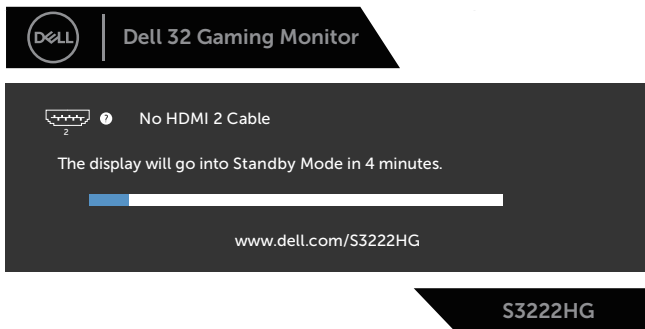 DELL
Dell 32 Gaming Monitor
? No HDMI 2 Cable
2
The display will go into Standby Mode in 4 minutes.
www.dell.com/S3222HG
S3222HG